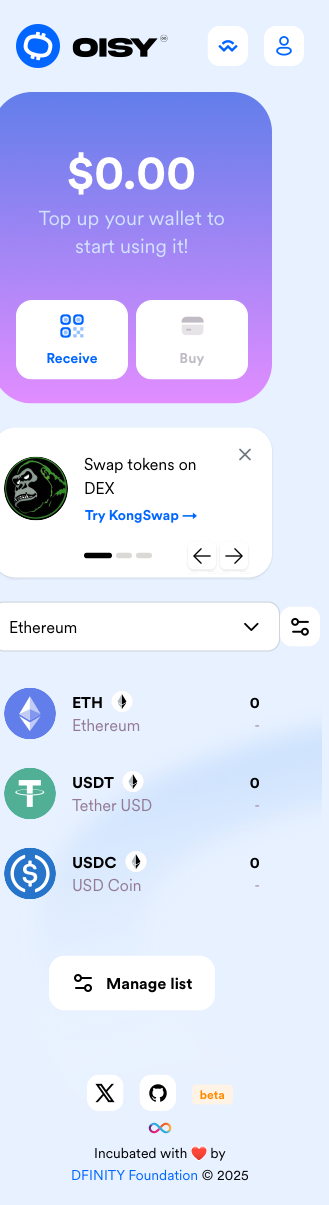 OISY
$0.00
Top up your wallet to
start using it!
Receive
Buy
Swap tokens on
DEX
Try KongSwap →
Ethereum
ETH
0
Ethereum
-
USDT
0
Tether USD
-
USDC
0
USD Coin
-
Manage list
beta
Incubated with ❤️ by
DFINITY Foundation © 2025